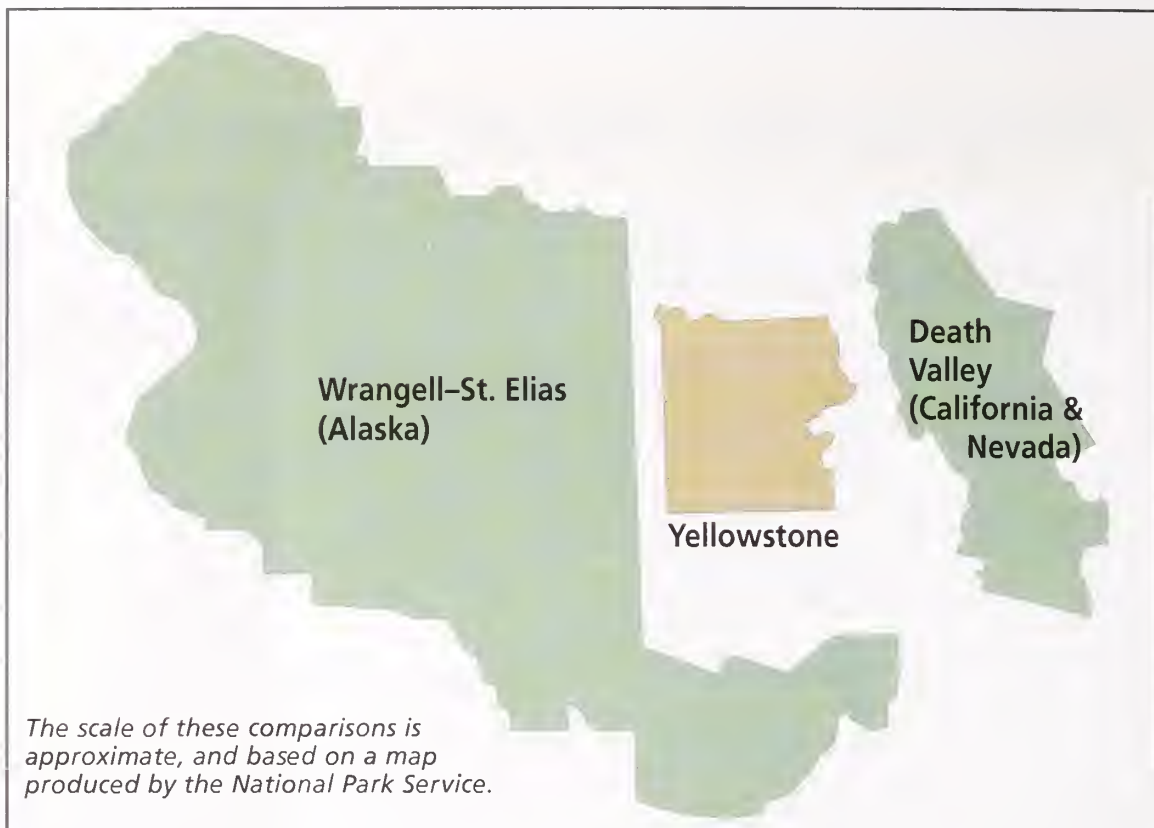 Wrangell–St. Elias
(Alaska)
Yellowstone
Death
Valley
(California &
Nevada)
The scale of these comparisons is
approximate, and based on a map
produced by the National Park Service.